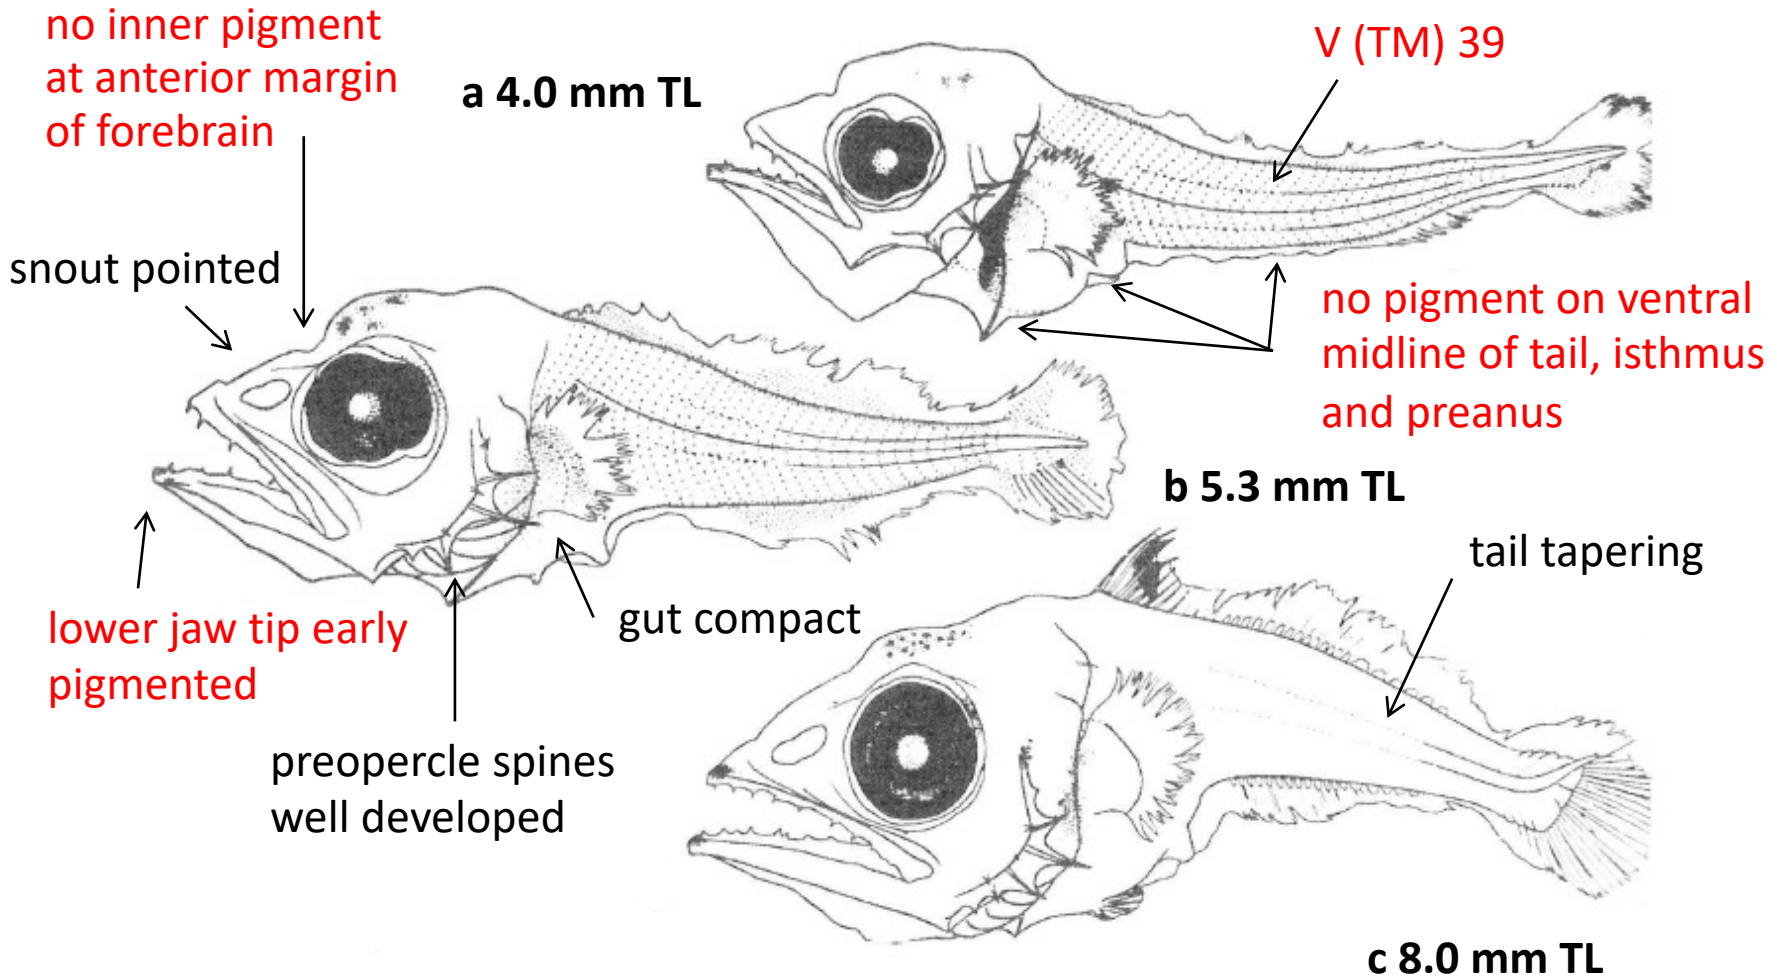 no inner pigment
at anterior margin
of forebrain
a 4.0 mm TL
V (TM) 39
snout pointed
no pigment on ventral
midline of tail, isthmus
and preanus
b 5.3 mm TL
tail tapering
lower jaw tip early
pigmented
gut compact
preopercle spines
well developed
c 8.0 mm TL